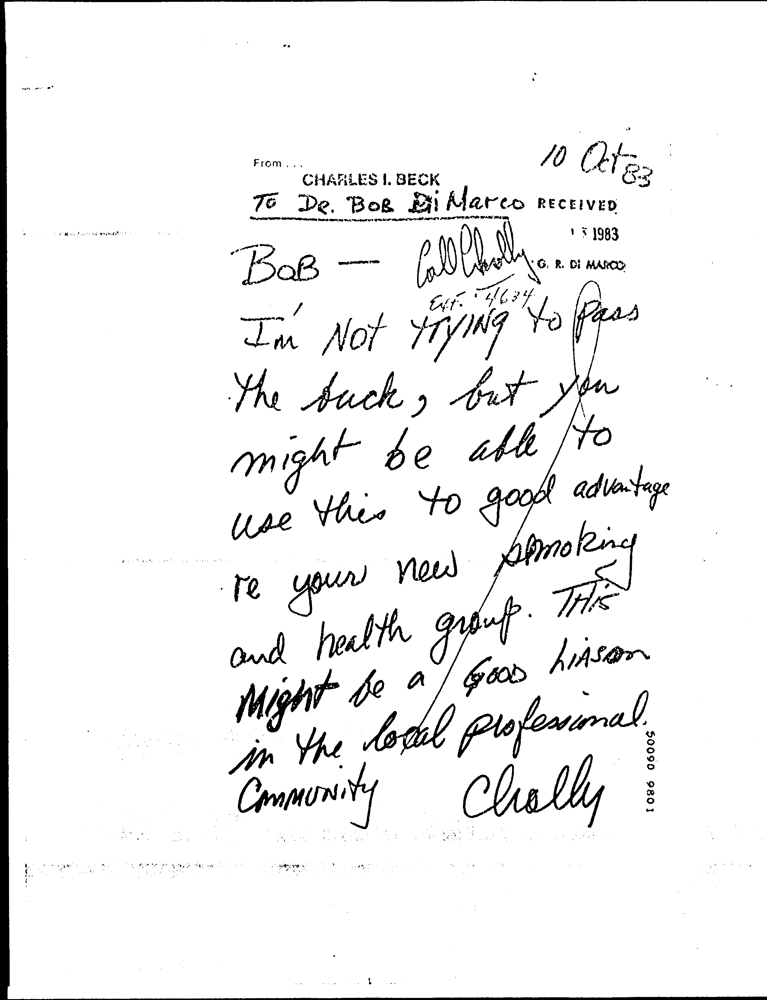 10 Oct 83
From . . .
CHARLES I. BECK
To Dr. Bob Di Marco
RECEIVED
1983
G. R. DI MARCO
Bob —
Call Cholly
Ext. 4634
I'm Not trying to pass
the buck, but you
might be able to
use this to good advantage
re your new smoking
and health group. This
Might be a Good Liason
in the local professional.
Community
Cholly
50090 9801